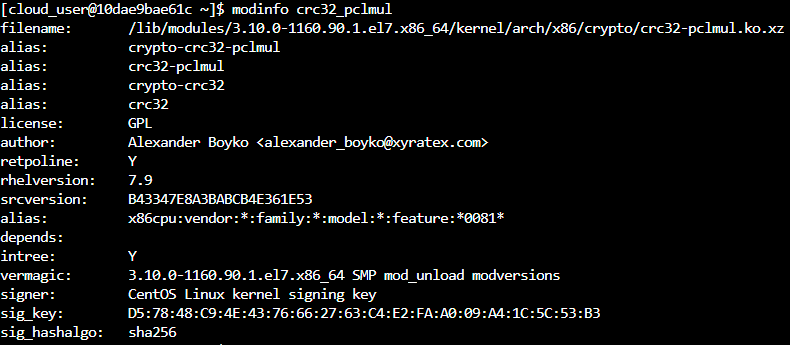 [cloud_user@10dae9bae61c ~]$ modinfo crc32_pclmul
filename:       /lib/modules/3.10.0-1160.90.1.el7.x86_64/kernel/arch/x86/crypto/crc32-pclmul.ko.xz
alias:          crypto-crc32-pclmul
alias:          crc32-pclmul
alias:          crypto-crc32
alias:          crc32
license:        GPL
author:         Alexander Boyko <alexander_boyko@xyratex.com>
retpoline:      Y
rhelversion:    7.9
srcversion:     B43347E8A3BABCB4E361E53
alias:          x86cpu:vendor:*:family:*:model:*:feature:*0081*
depends:
intree:         Y
vermagic:       3.10.0-1160.90.1.el7.x86_64 SMP mod_unload modversions
signer:         CentOS Linux kernel signing key
sig_key:        D5:78:48:C9:4E:43:76:66:27:63:C4:E2:FA:A0:09:A4:1C:5C:53:B3
sig_hashalgo:   sha256